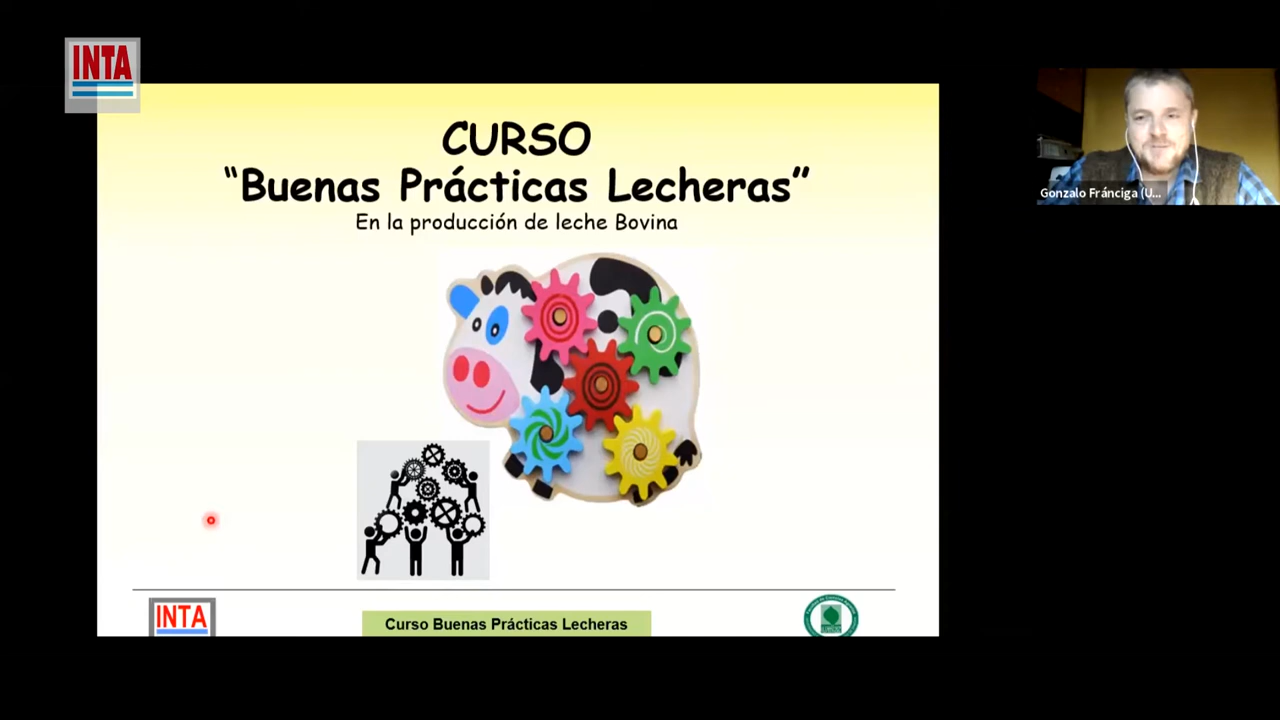 INTA
CURSO
“Buenas Prácticas Lecheras”
En la producción de leche Bovina
Gonzalo Fránciga (U...
INTA
Curso Buenas Prácticas Lecheras